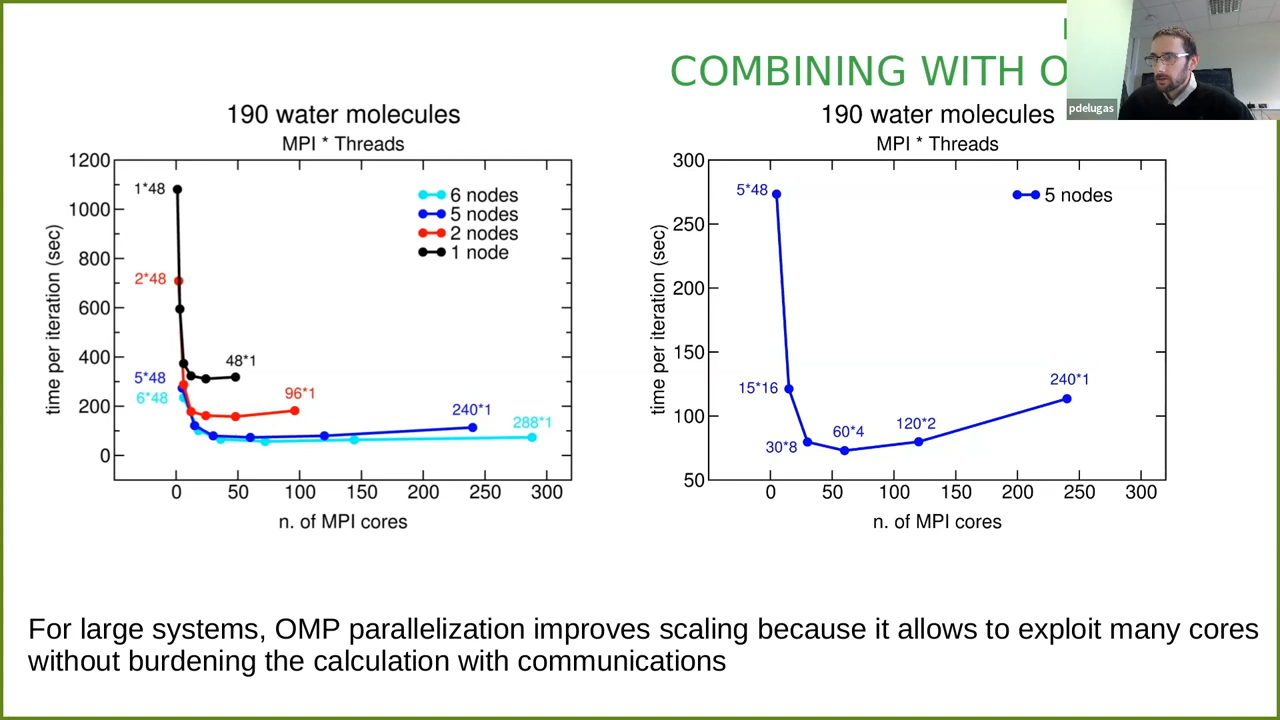 COMBINING WITH
pdelugas
190 water molecules
MPI * Threads
1200
1000
800
600
400
200
0
time per iteration (sec)
1*48
2*48
5*48
6*48
48*1
96*1
240*1
288*1
6 nodes
5 nodes
2 nodes
1 node
0 50 100 150 200 250 300
n. of MPI cores
190 water molecules
MPI * Threads
300
250
200
150
100
50
time per iteration (sec)
5*48
15*16
30*8
60*4
120*2
240*1
5 nodes
0 50 100 150 200 250 300
n. of MPI cores
For large systems, OMP parallelization improves scaling because it allows to exploit many cores
without burdening the calculation with communications